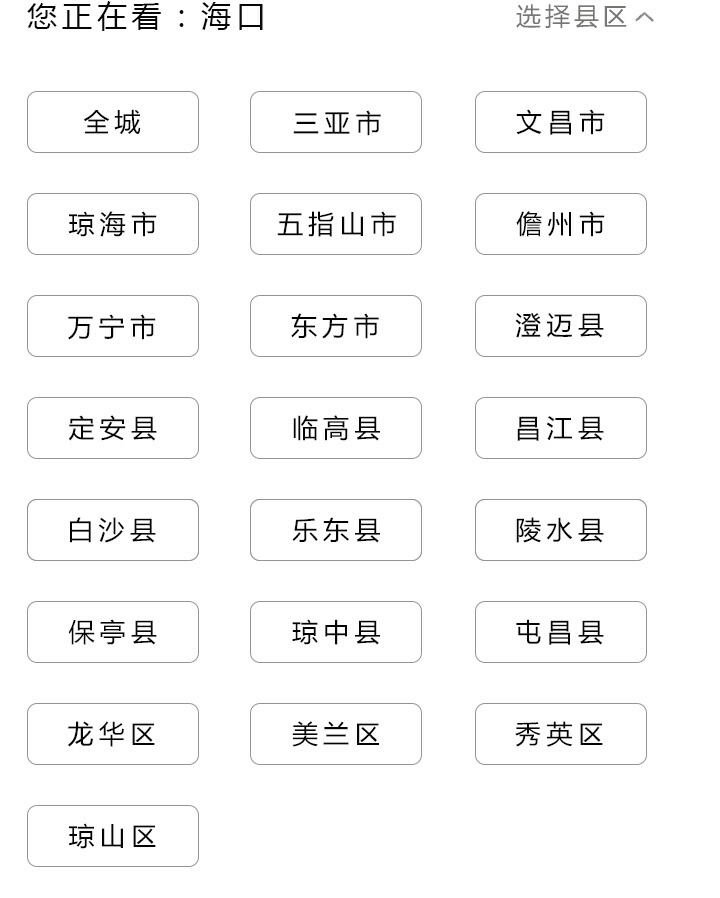 您正在看：海口 选择县区
全城 三亚市 文昌市
琼海市 五指山市 儋州市
万宁市 东方市 澄迈县
定安县 临高县 昌江县
白沙县 乐东县 陵水县
保亭县 琼中县 屯昌县
龙华区 美兰区 秀英区
琼山区